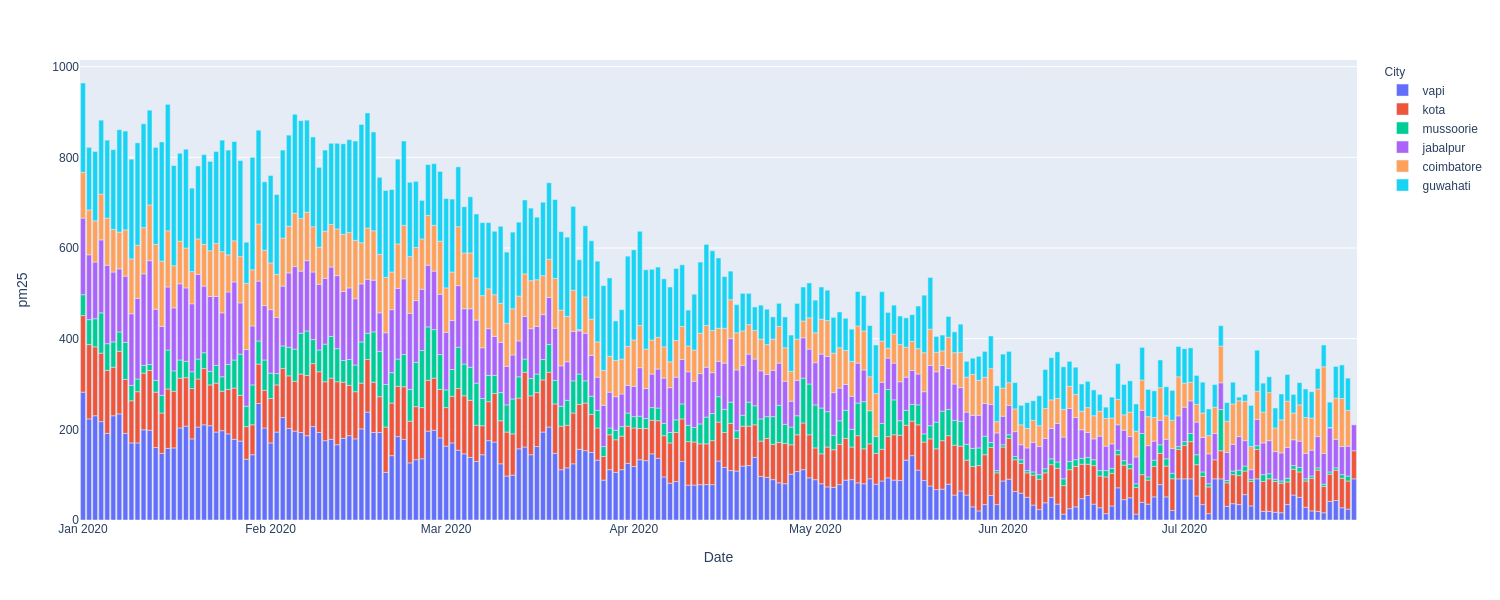 1000
800
600
400
200
0
pm25
Jan 2020
Feb 2020
Mar 2020
Apr 2020
May 2020
Jun 2020
Jul 2020
Date
City
vapi
kota
mussoorie
jabalpur
coimbatore
guwahati